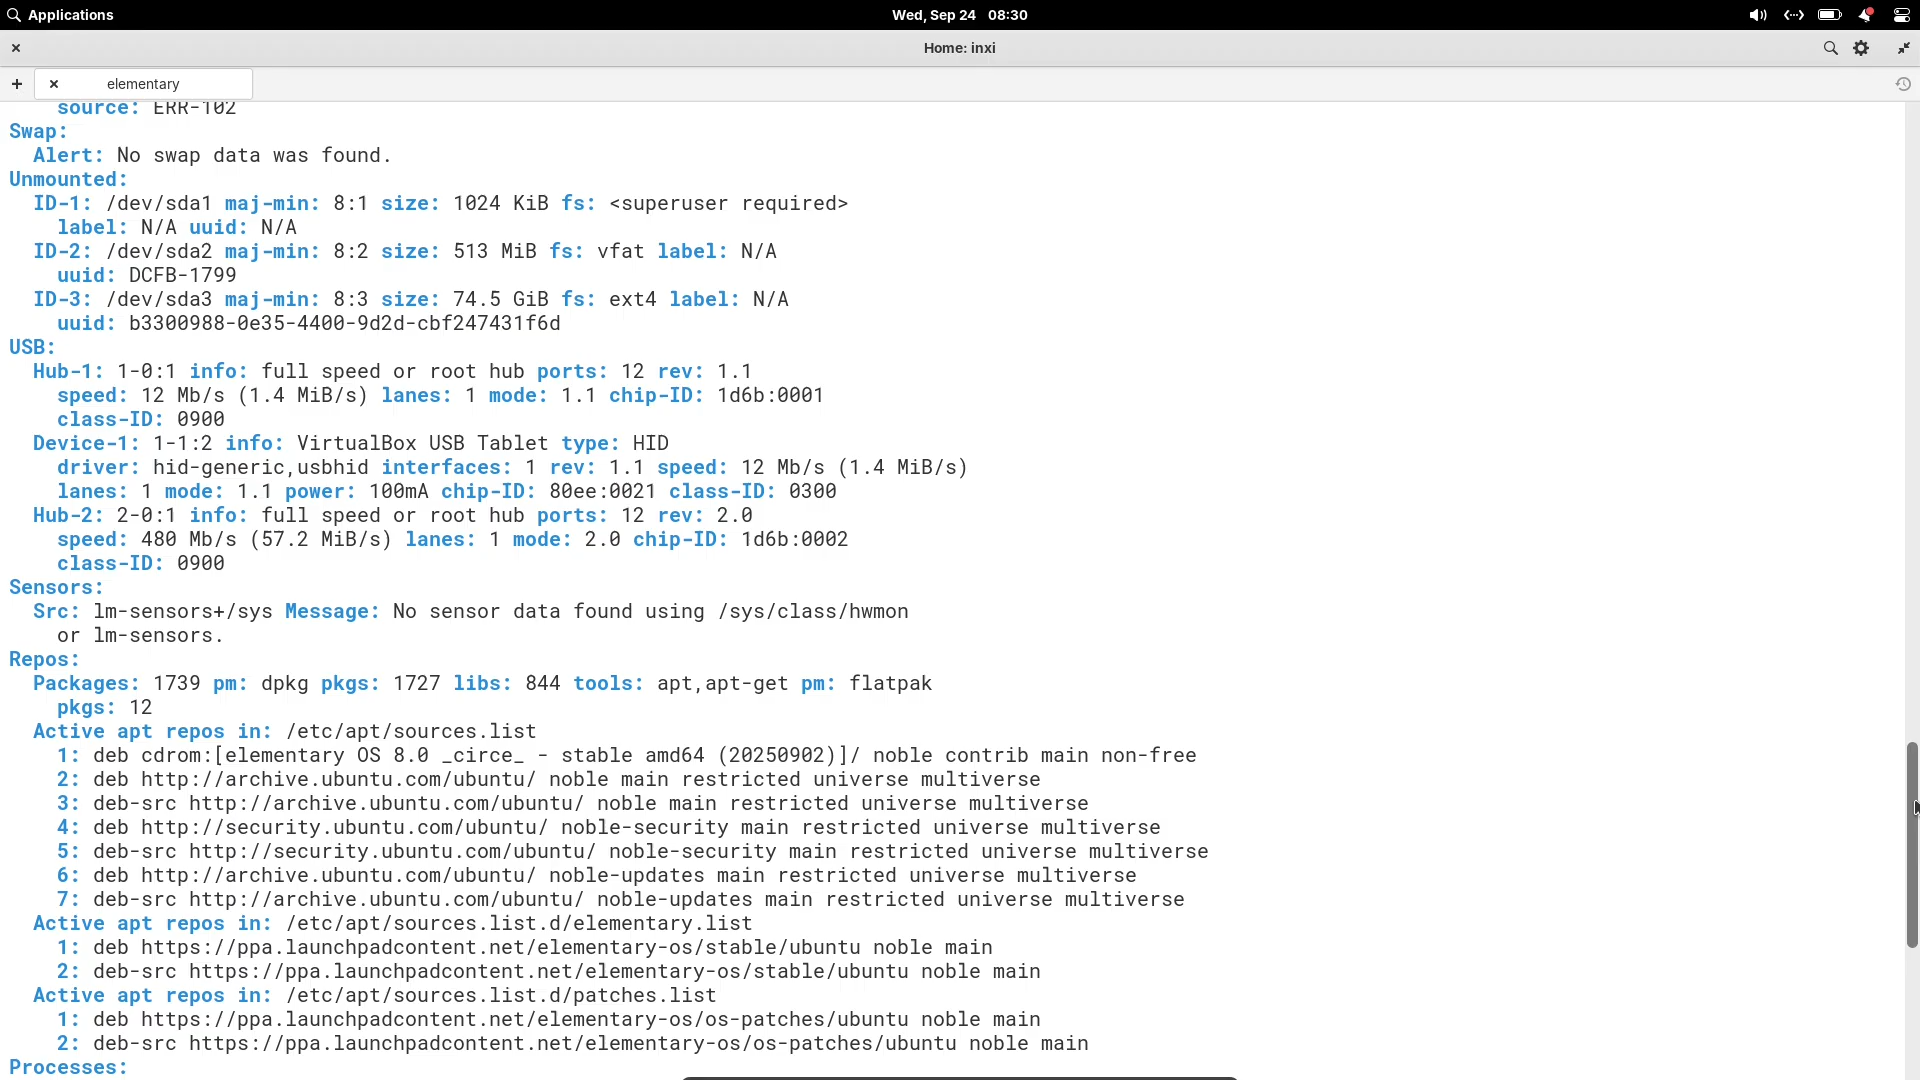 Applications
Wed, Sep 24 08:30
Home: inxi
elementary
source: ERR-102
Swap:
Alert: No swap data was found.
Unmounted:
ID-1: /dev/sda1 maj-min: 8:1 size: 1024 KiB fs: <superuser required>
label: N/A uuid: N/A
ID-2: /dev/sda2 maj-min: 8:2 size: 513 MiB fs: vfat label: N/A
uuid: DCFB-1799
ID-3: /dev/sda3 maj-min: 8:3 size: 74.5 GiB fs: ext4 label: N/A
uuid: b3300988-0e35-4400-9d2d-cbf247431f6d
USB:
Hub-1: 1-0:1 info: full speed or root hub ports: 12 rev: 1.1
speed: 12 Mb/s (1.4 MiB/s) lanes: 1 mode: 1.1 chip-ID: 1d6b:0001
class-ID: 0900
Device-1: 1-1:2 info: VirtualBox USB Tablet type: HID
driver: hid-generic,usbhid interfaces: 1 rev: 1.1 speed: 12 Mb/s (1.4 MiB/s)
lanes: 1 mode: 1.1 power: 100mA chip-ID: 80ee:0021 class-ID: 0300
Hub-2: 2-0:1 info: full speed or root hub ports: 12 rev: 2.0
speed: 480 Mb/s (57.2 MiB/s) lanes: 1 mode: 2.0 chip-ID: 1d6b:0002
class-ID: 0900
Sensors:
Src: lm-sensors+/sys Message: No sensor data found using /sys/class/hwmon
or lm-sensors.
Repos:
Packages: 1739 pm: dpkg pkgs: 1727 libs: 844 tools: apt,apt-get pm: flatpak
pkgs: 12
Active apt repos in: /etc/apt/sources.list
1: deb cdrom:[elementary OS 8.0 _circe_ - stable amd64 (20250902)]/ noble contrib main non-free
2: deb http://archive.ubuntu.com/ubuntu/ noble main restricted universe multiverse
3: deb-src http://archive.ubuntu.com/ubuntu/ noble main restricted universe multiverse
4: deb http://security.ubuntu.com/ubuntu/ noble-security main restricted universe multiverse
5: deb-src http://security.ubuntu.com/ubuntu/ noble-security main restricted universe multiverse
6: deb http://archive.ubuntu.com/ubuntu/ noble-updates main restricted universe multiverse
7: deb-src http://archive.ubuntu.com/ubuntu/ noble-updates main restricted universe multiverse
Active apt repos in: /etc/apt/sources.list.d/elementary.list
1: deb https://ppa.launchpadcontent.net/elementary-os/stable/ubuntu noble main
2: deb-src https://ppa.launchpadcontent.net/elementary-os/stable/ubuntu noble main
Active apt repos in: /etc/apt/sources.list.d/patches.list
1: deb https://ppa.launchpadcontent.net/elementary-os/os-patches/ubuntu noble main
2: deb-src https://ppa.launchpadcontent.net/elementary-os/os-patches/ubuntu noble main
Processes: